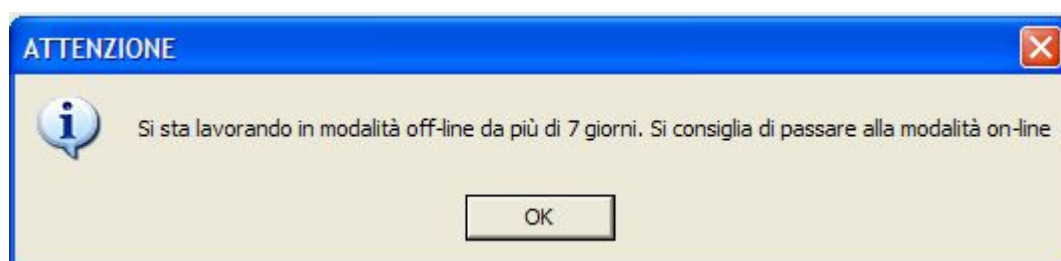 ATTENZIONE
Si sta lavorando in modalità off-line da più di 7 giorni. Si consiglia di passare alla modalità on-line
OK